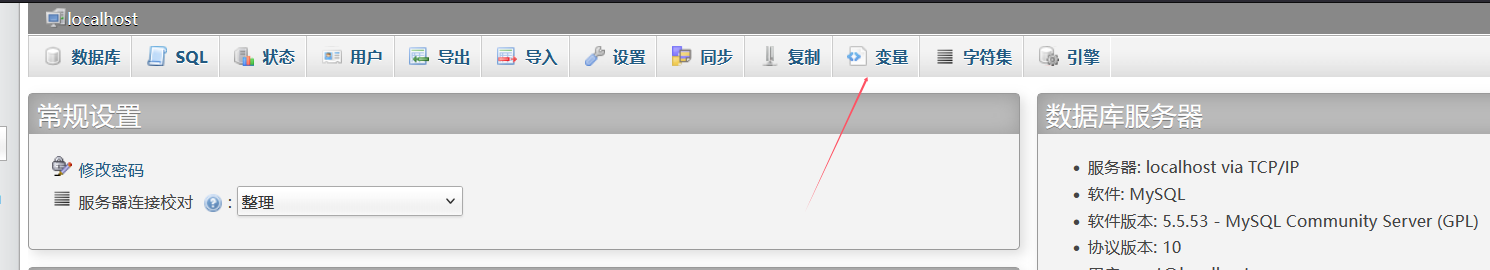 localhost
数据库 SQL 状态 用户 导出 导入 设置 同步 复制 变量 字符集 引擎
常规设置
修改密码
服务器连接校对 : 整理
数据库服务器
服务器: localhost via TCP/IP
软件: MySQL
软件版本: 5.5.53 - MySQL Community Server (GPL)
协议版本: 10